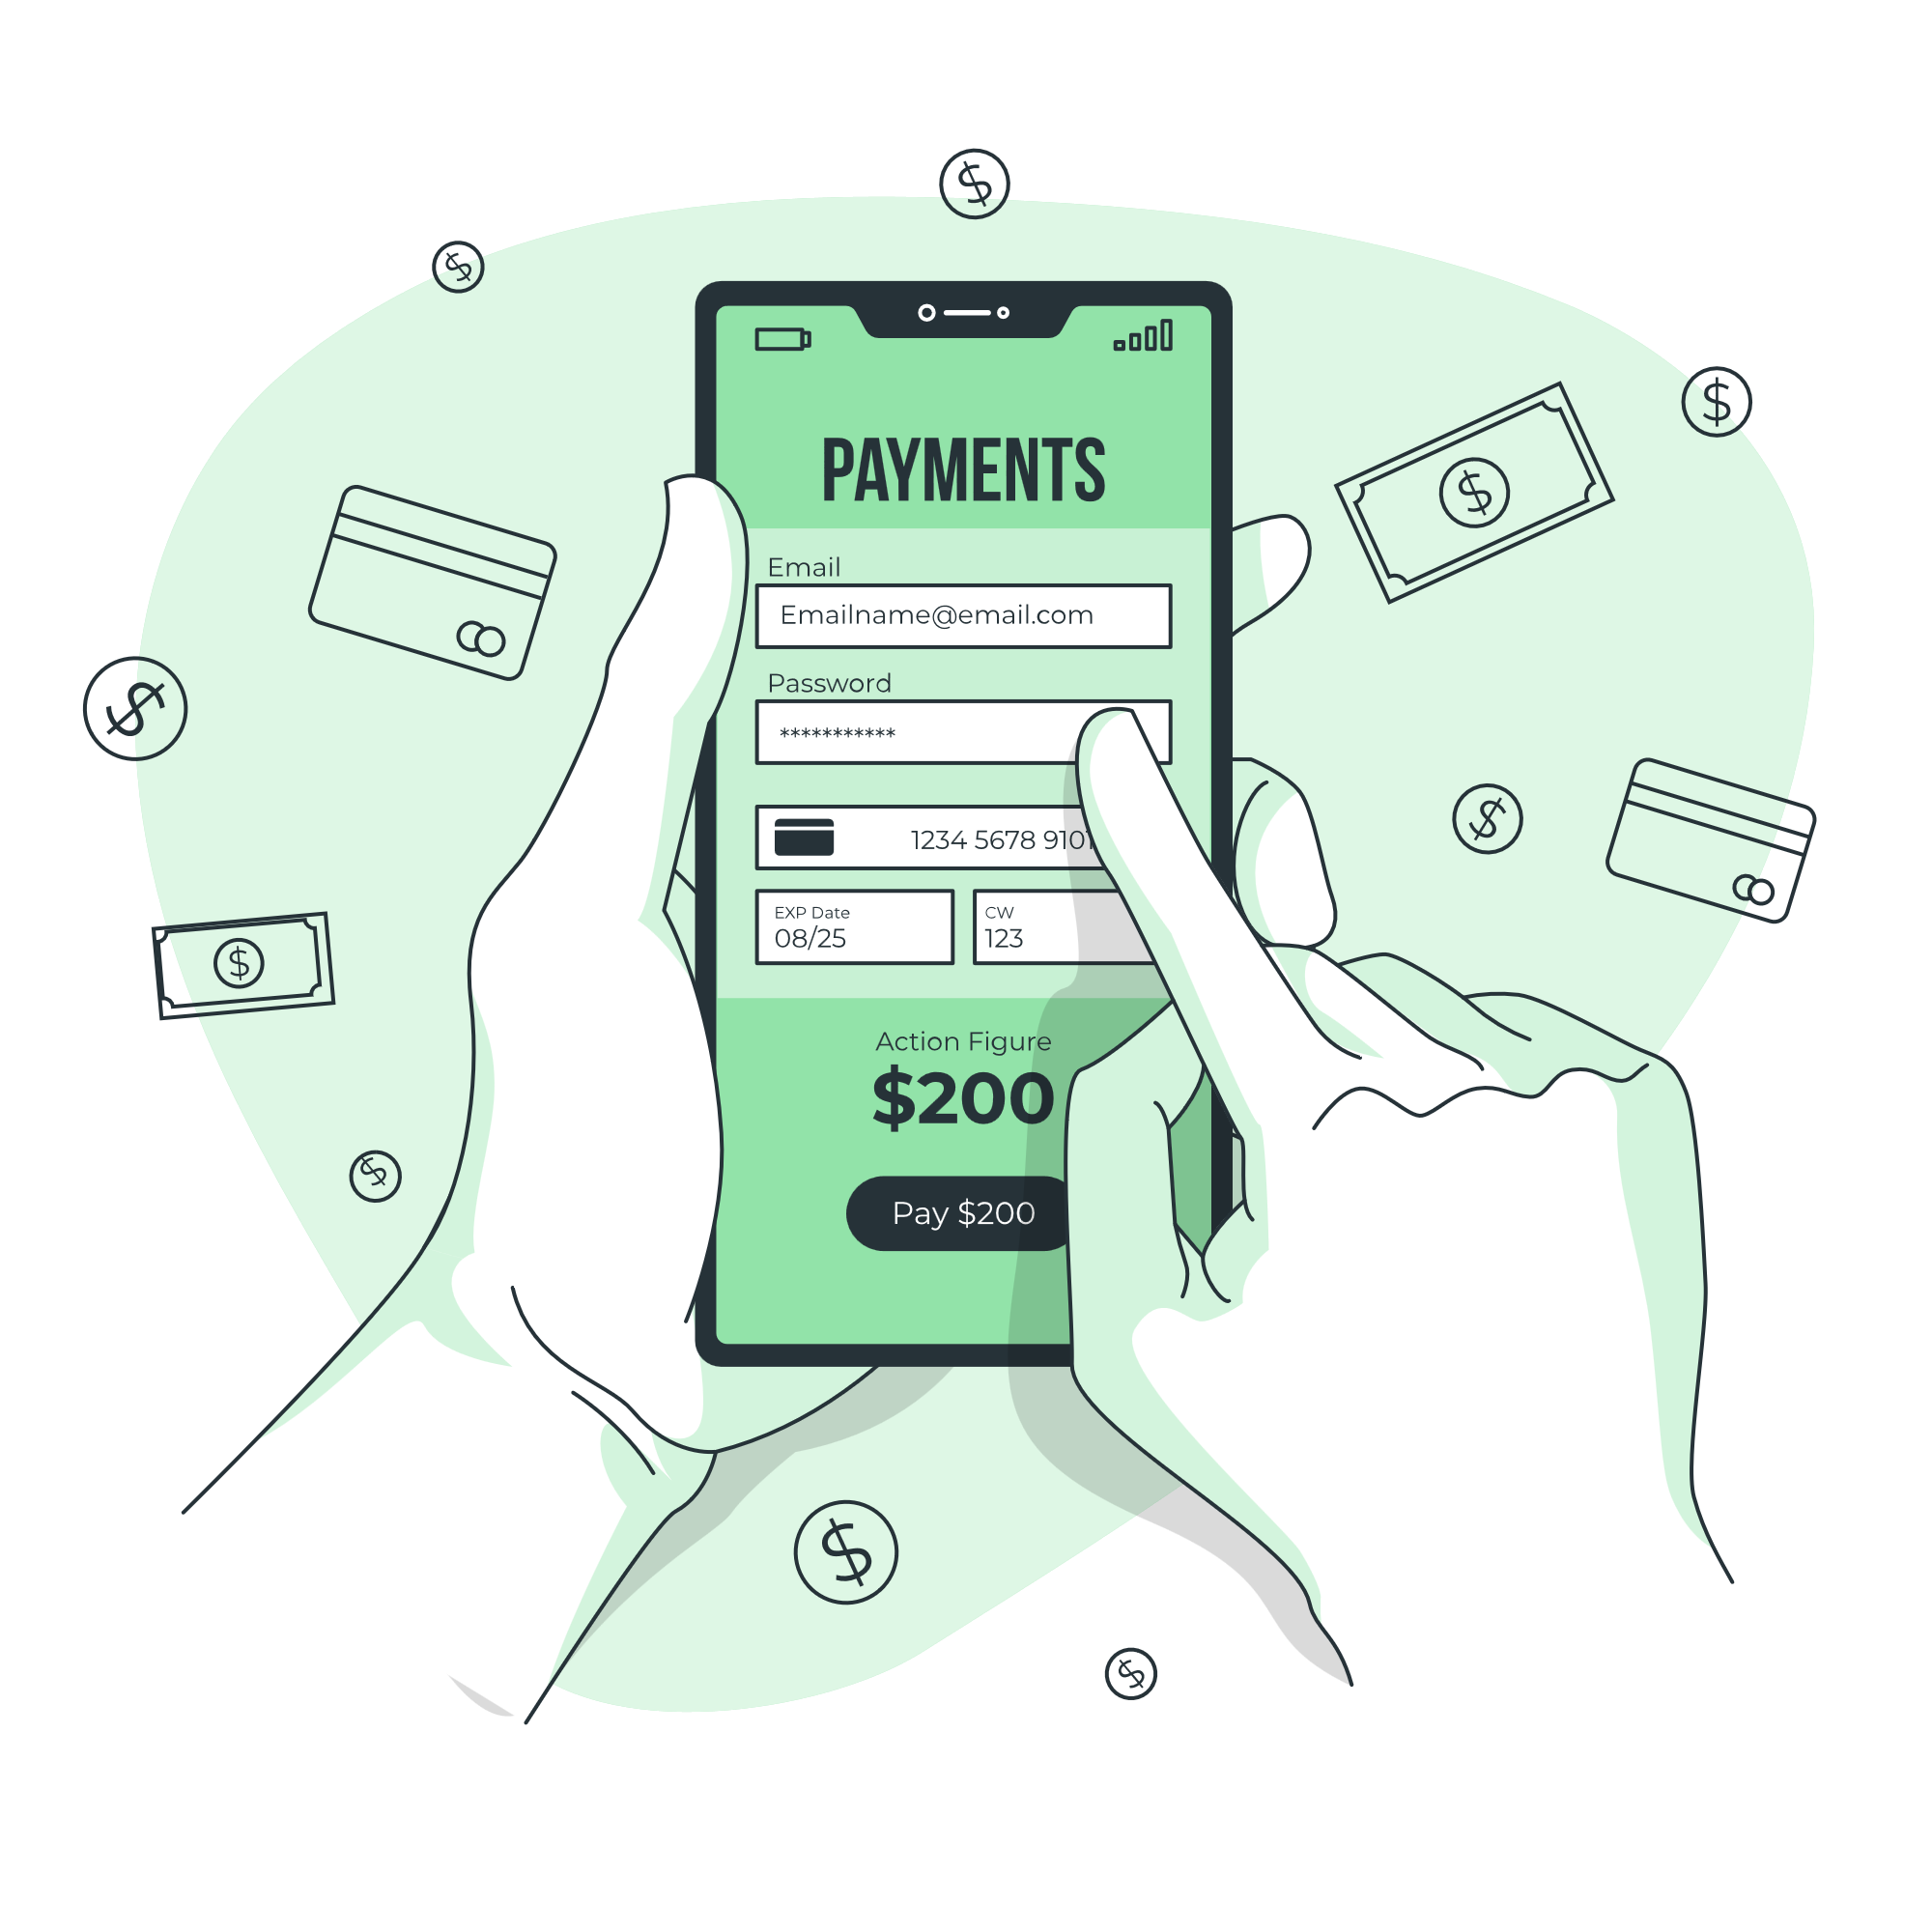 PAYMENTS
Email
Emailname@email.com
Password
***********
1234 5678 9101
EXP Date
08/25
CW
123
Action Figure
$200
Pay $200